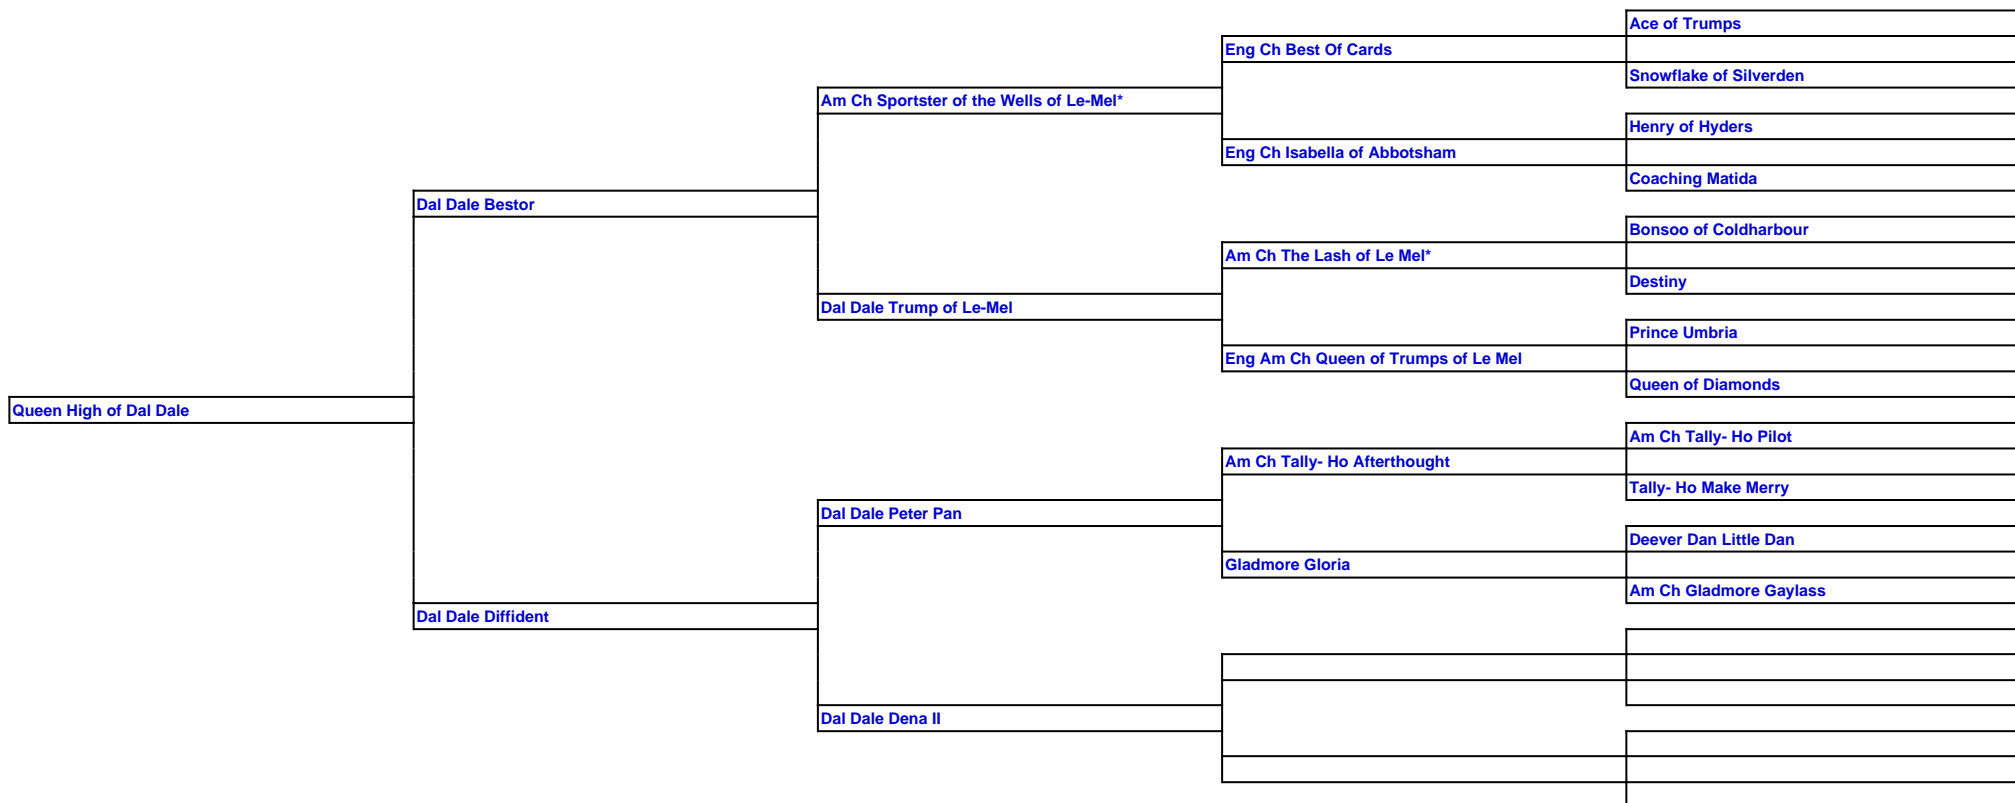 Ace of Trumps
Eng Ch Best Of Cards
Snowflake of Silverden
Am Ch Sportster of the Wells of Le-Mel*
Henry of Hyders
Eng Ch Isabella of Abbotsham
Coaching Matida
Dal Dale Bestor
Bonsoo of Coldharbour
Am Ch The Lash of Le Mel*
Destiny
Dal Dale Trump of Le-Mel
Prince Umbria
Eng Am Ch Queen of Trumps of Le Mel
Queen of Diamonds
Queen High of Dal Dale
Am Ch Tally- Ho Pilot
Am Ch Tally- Ho Afterthought
Tally- Ho Make Merry
Dal Dale Peter Pan
Deever Dan Little Dan
Gladmore Gloria
Am Ch Gladmore Gaylass
Dal Dale Diffident
Dal Dale Dena II